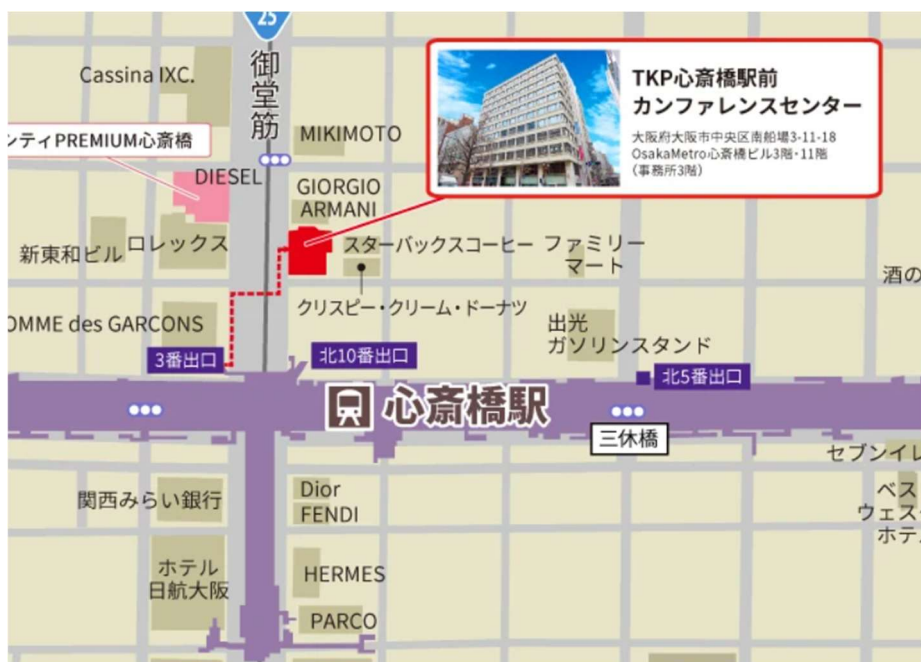 25
御堂筋
Cassina IXC.
ンティPREMIUM心斎橋
MIKIMOTO
TKP心斎橋駅前
カンファレンスセンター
大阪府大阪市中央区南船場3-11-18
OsakaMetro心斎橋ビル3階・11階
(事務所3階)
DIESEL
GIORGIO
ARMANI
新東和ビル
ロレックス
スターバックスコーヒー
ファミリー
マート
酒の
クリスピー・クリーム・ドーナツ
OMME des GARCONS
出光
ガソリンスタンド
3番出口
北10番出口
北5番出口
心斎橋駅
三休橋
セブンイレ
関西みらい銀行
Dior
FENDI
ベス
ウェスタ
ホテル
ホテル
日航大阪
HERMES
PARCO